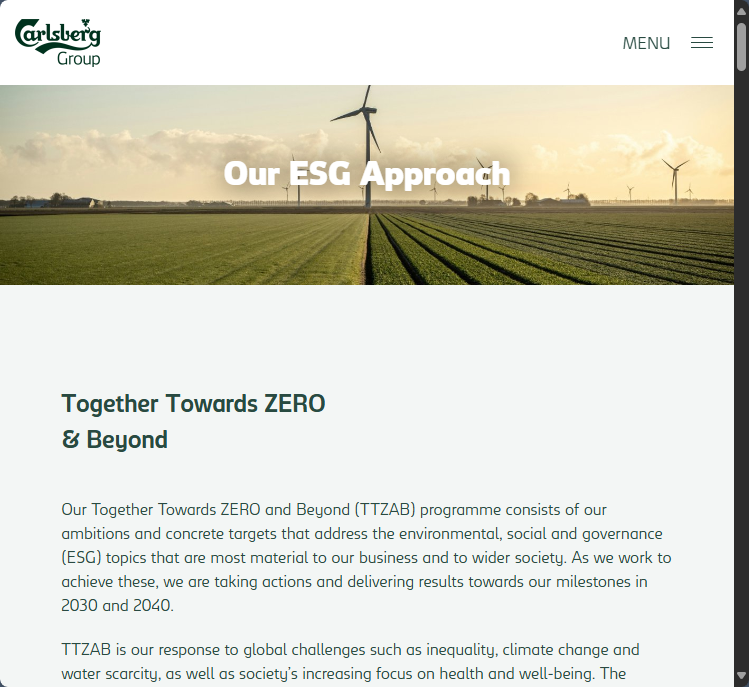 Carlsberg
Group
MENU
Our ESG Approach
Together Towards ZERO
& Beyond
Our Together Towards ZERO and Beyond (TTZAB) programme consists of our
ambitions and concrete targets that address the environmental, social and governance
(ESG) topics that are most material to our business and to wider society. As we work to
achieve these, we are taking actions and delivering results towards our milestones in
2030 and 2040.
TTZAB is our response to global challenges such as inequality, climate change and
water scarcity, as well as society’s increasing focus on health and well-being. The